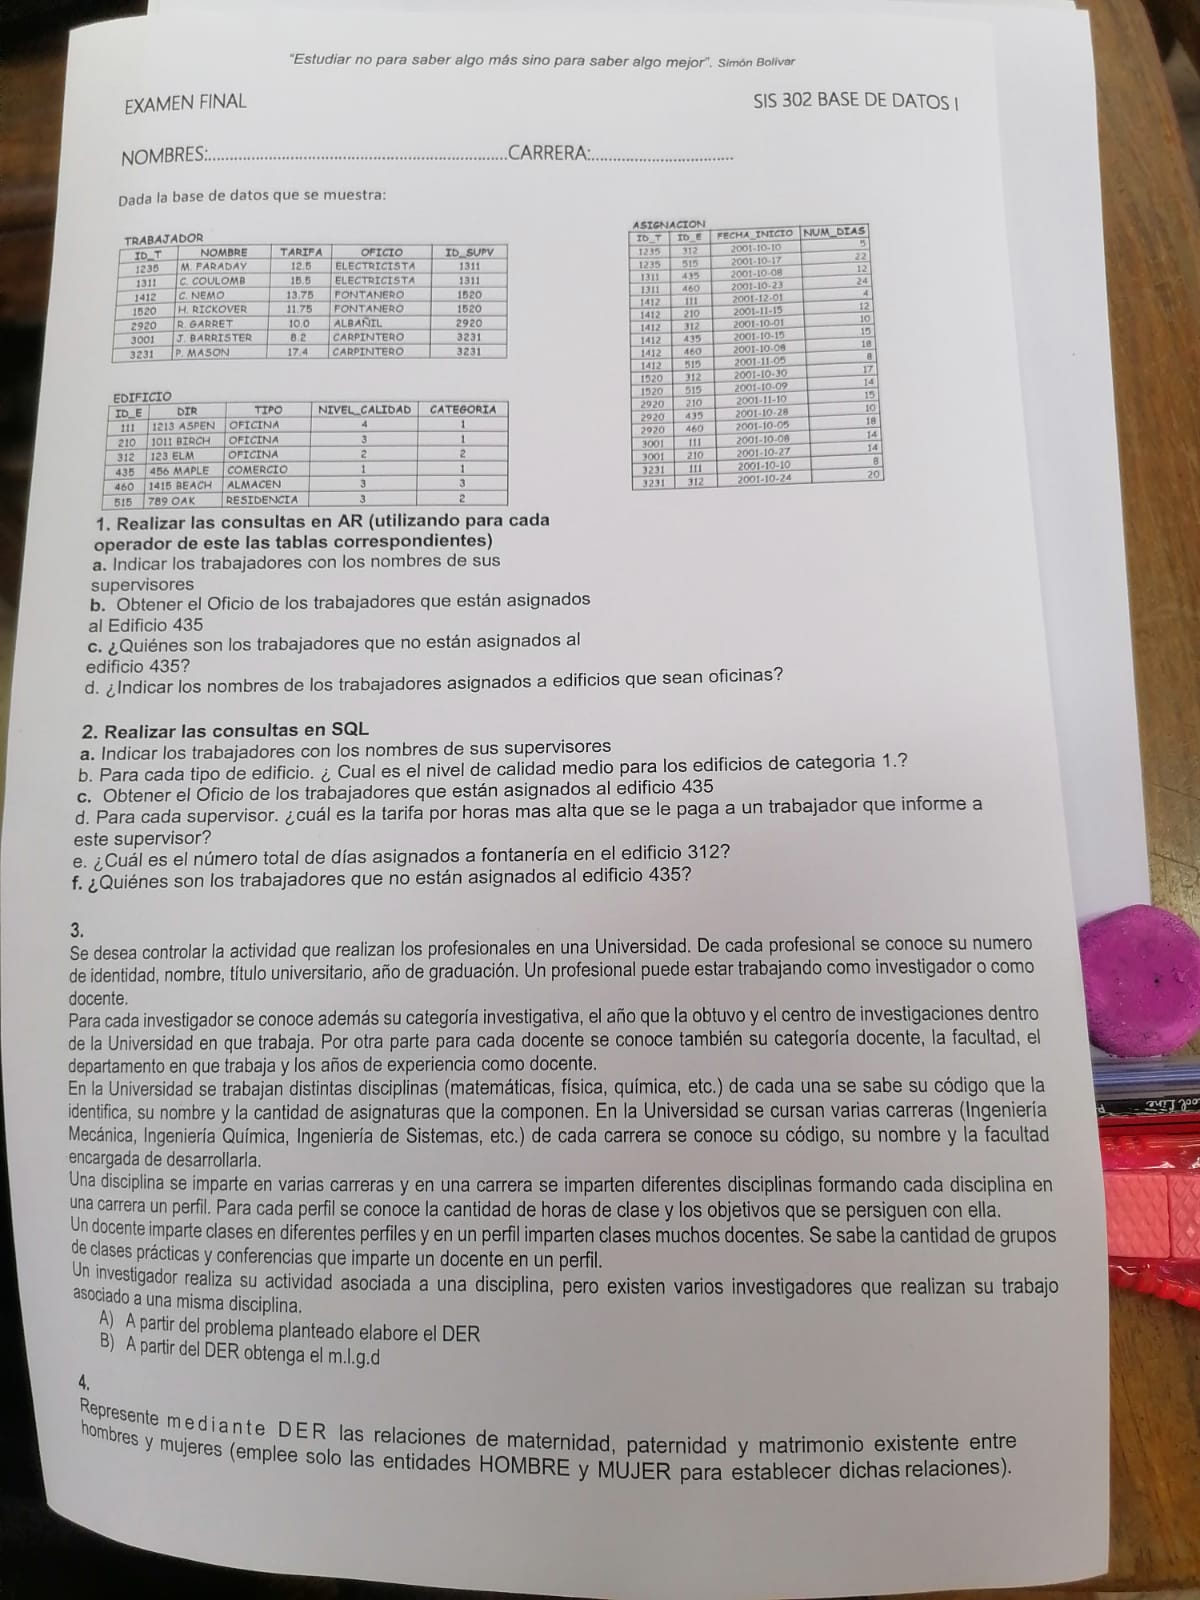 "Estudiar no para saber algo más sino para saber algo mejor". Simón Bolívar
EXAMEN FINAL SIS 302 BASE DE DATOS I
NOMBRES:............................................................CARRERA:..............................
Dada la base de datos que se muestra:
TRABAJADOR
ID_T NOMBRE TARIFA OFICIO ID_SUPV
1235 M. FARADAY 12.5 ELECTRICISTA 1311
1311 C. COULOMB 15.5 ELECTRICISTA 1311
1412 C. NEMO 13.75 FONTANERO 1520
1520 H. RICKOVER 11.75 FONTANERO 1520
2920 R. GARRET 10.0 ALBAÑIL 2920
3001 J. BARRISTER 8.2 CARPINTERO 3231
3231 P. MASON 17.4 CARPINTERO 3231
EDIFICIO
ID_E DIR TIPO NIVEL_CALIDAD CATEGORIA
111 1213 ASPEN OFICINA 4 1
210 1011 BIRCH OFICINA 3 1
312 123 ELM OFICINA 2 2
435 456 MAPLE COMERCIO 1 1
460 1415 BEACH ALMACEN 3 3
515 789 OAK RESIDENCIA 3 2
ASIGNACION
ID_T ID_E FECHA_INICIO NUM_DIAS
1235 312 2001-10-10 5
1235 515 2001-10-17 22
1311 435 2001-10-08 12
1311 460 2001-10-23 24
1412 111 2001-12-01 4
1412 210 2001-11-15 12
1412 312 2001-10-01 10
1412 435 2001-10-15 15
1412 460 2001-10-08 18
1412 515 2001-11-05 8
1520 312 2001-10-30 17
1520 515 2001-10-09 14
2920 210 2001-11-10 15
2920 435 2001-10-28 10
2920 460 2001-10-05 18
3001 111 2001-10-08 14
3001 210 2001-10-27 14
3231 111 2001-10-10 8
3231 312 2001-10-24 20
1. Realizar las consultas en AR (utilizando para cada
operador de este las tablas correspondientes)
a. Indicar los trabajadores con los nombres de sus
supervisores
b. Obtener el Oficio de los trabajadores que están asignados
al Edificio 435
c. ¿Quiénes son los trabajadores que no están asignados al
edificio 435?
d. ¿Indicar los nombres de los trabajadores asignados a edificios que sean oficinas?
2. Realizar las consultas en SQL
a. Indicar los trabajadores con los nombres de sus supervisores
b. Para cada tipo de edificio. ¿ Cual es el nivel de calidad medio para los edificios de categoria 1.?
c. Obtener el Oficio de los trabajadores que están asignados al edificio 435
d. Para cada supervisor. ¿cuál es la tarifa por horas mas alta que se le paga a un trabajador que informe a
este supervisor?
e. ¿Cuál es el número total de días asignados a fontanería en el edificio 312?
f. ¿Quiénes son los trabajadores que no están asignados al edificio 435?
3.
Se desea controlar la actividad que realizan los profesionales en una Universidad. De cada profesional se conoce su numero
de identidad, nombre, título universitario, año de graduación. Un profesional puede estar trabajando como investigador o como
docente.
Para cada investigador se conoce además su categoría investigativa, el año que la obtuvo y el centro de investigaciones dentro
de la Universidad en que trabaja. Por otra parte para cada docente se conoce también su categoría docente, la facultad, el
departamento en que trabaja y los años de experiencia como docente.
En la Universidad se trabajan distintas disciplinas (matemáticas, física, química, etc.) de cada una se sabe su código que la
identifica, su nombre y la cantidad de asignaturas que la componen. En la Universidad se cursan varias carreras (Ingeniería
Mecánica, Ingeniería Química, Ingeniería de Sistemas, etc.) de cada carrera se conoce su código, su nombre y la facultad
encargada de desarrollarla.
Una disciplina se imparte en varias carreras y en una carrera se imparten diferentes disciplinas formando cada disciplina en
una carrera un perfil. Para cada perfil se conoce la cantidad de horas de clase y los objetivos que se persiguen con ella.
Un docente imparte clases en diferentes perfiles y en un perfil imparten clases muchos docentes. Se sabe la cantidad de grupos
de clases prácticas y conferencias que imparte un docente en un perfil.
Un investigador realiza su actividad asociada a una disciplina, pero existen varios investigadores que realizan su trabajo
asociado a una misma disciplina.
A) A partir del problema planteado elabore el DER
B) A partir del DER obtenga el m.l.g.d
4.
Represente mediante DER las relaciones de maternidad, paternidad y matrimonio existente entre
hombres y mujeres (emplee solo las entidades HOMBRE y MUJER para establecer dichas relaciones).